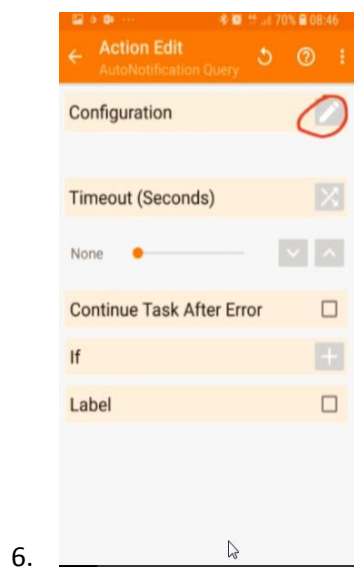 70% 08:46
Action Edit
AutoNotification Query
Configuration
Timeout (Seconds)
None
Continue Task After Error
If
Label
6.